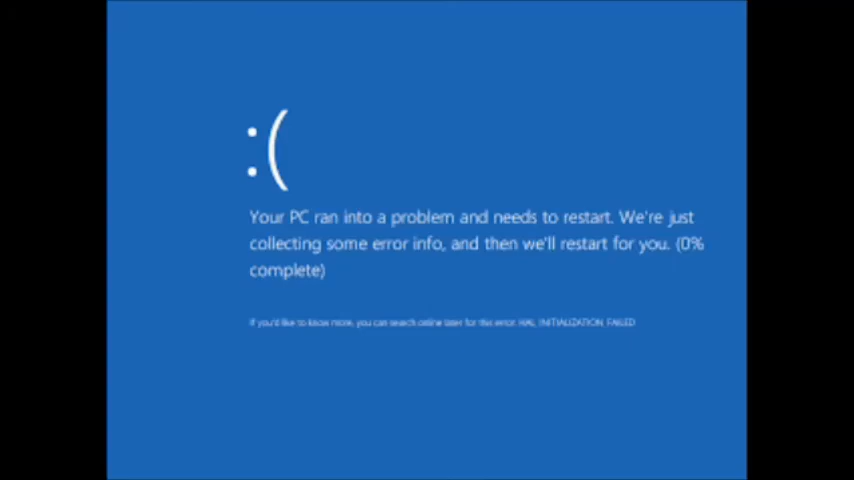 :(
Your PC ran into a problem and needs to restart. We're just
collecting some error info, and then we'll restart for you. (0%
complete)
If you'd like to know more, you can search online later for this error: HAL_INITIALIZATION_FAILED